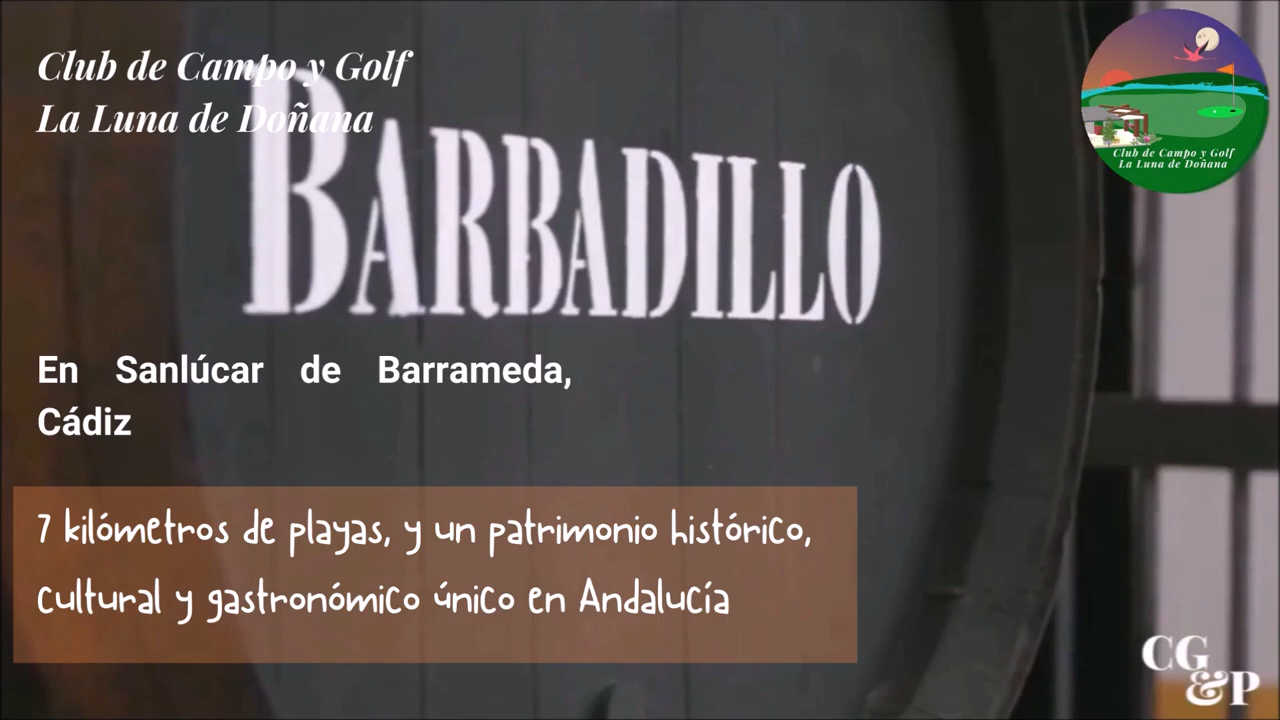 Club de Campo y Golf
La Luna de Doñana
BARBADILLO
Club de Campo y Golf
La Luna de Doñana
En Sanlúcar de Barrameda,
Cádiz
7 kilómetros de playas, y un patrimonio histórico,
cultural y gastronómico único en Andalucía
CG
&P